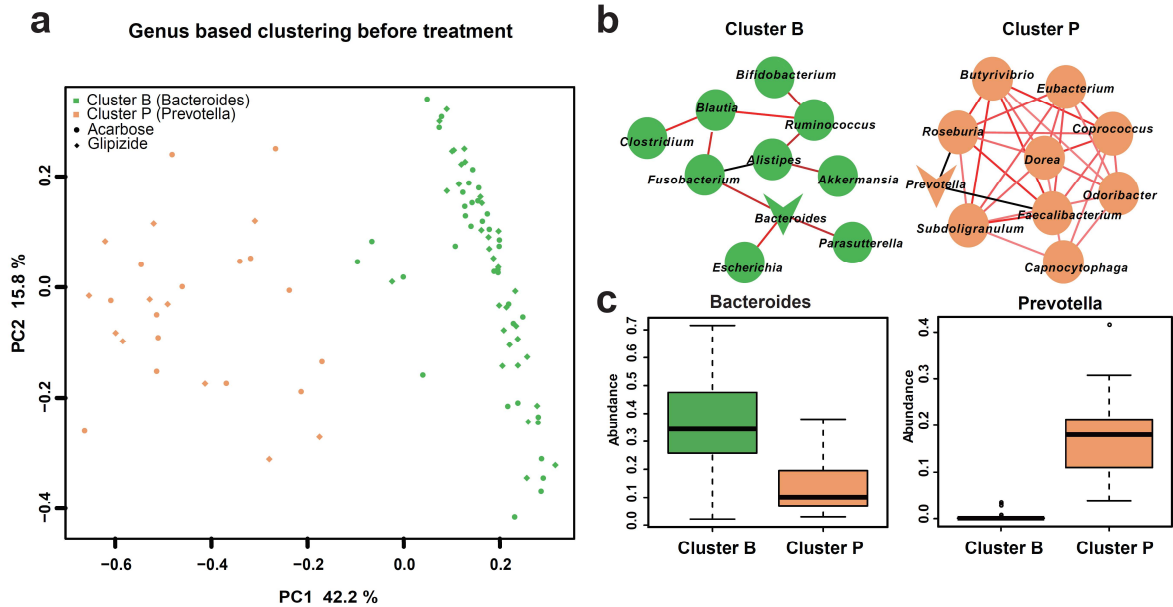 a
Genus based clustering before treatment
Cluster B (Bacteroides)
Cluster P (Prevotella)
Acarbose
Glipizide
0.2
0.0
−0.2
−0.4
PC2 15.8 %
−0.6
−0.4
−0.2
0.0
0.2
PC1 42.2 %
b
Cluster B
Bifidobacterium
Blautia
Ruminococcus
Clostridium
Alistipes
Fusobacterium
Akkermansia
Bacteroides
Parasutterella
Escherichia
Cluster P
Butyrivibrio
Eubacterium
Roseburia
Coprococcus
Dorea
Prevotella
Odoribacter
Faecalibacterium
Subdoligranulum
Capnocytophaga
c
Bacteroides
Abundance
0.7
0.6
0.5
0.4
0.3
0.2
0.1
0.0
Cluster B
Cluster P
Prevotella
Abundance
0.4
0.3
0.2
0.1
0.0
Cluster B
Cluster P